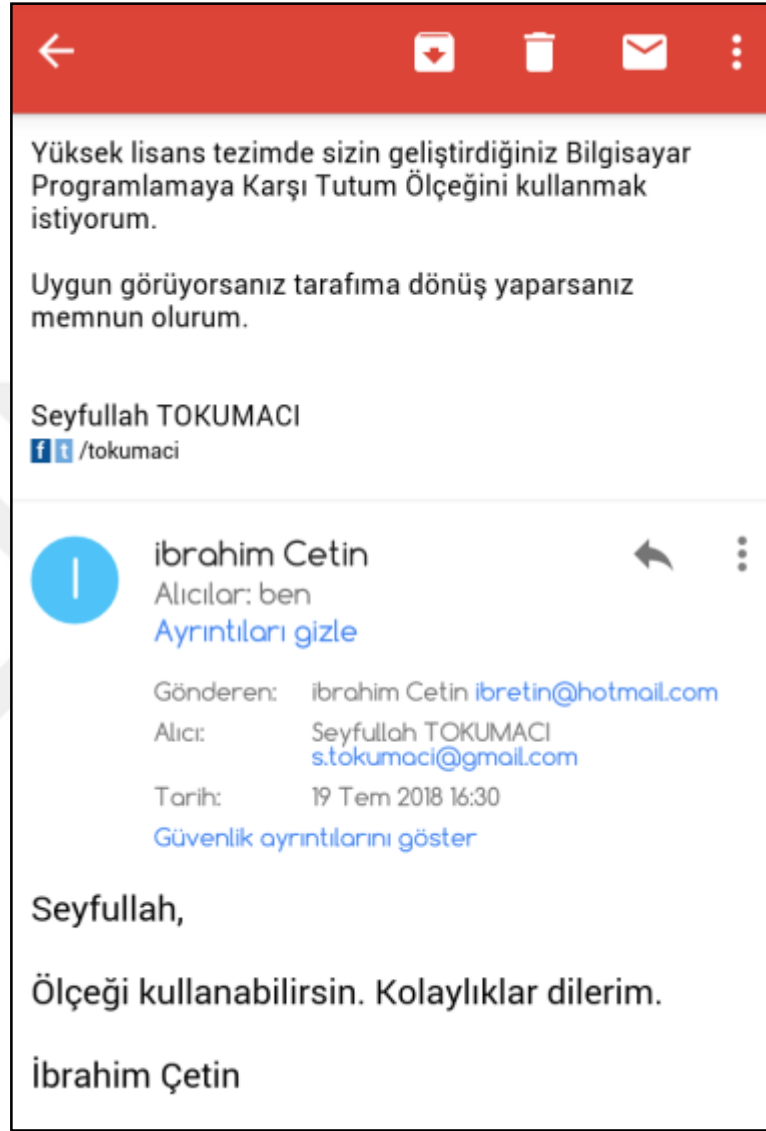 Yüksek lisans tezimde sizin geliştirdiğiniz Bilgisayar
Programlamaya Karşı Tutum Ölçeğini kullanmak
istiyorum.
Uygun görüyorsanız tarafıma dönüş yaparsanız
memnun olurum.
Seyfullah TOKUMACI
f t /tokumaci
I
ibrahim Cetin
Alıcılar: ben
Ayrıntıları gizle
Gönderen: ibrahim Cetin ibretin@hotmail.com
Alıcı: Seyfullah TOKUMACI
s.tokumaci@gmail.com
Tarih: 19 Tem 2018 16:30
Güvenlik ayrıntılarını göster
Seyfullah,
Ölçeği kullanabilirsin. Kolaylıklar dilerim.
İbrahim Çetin